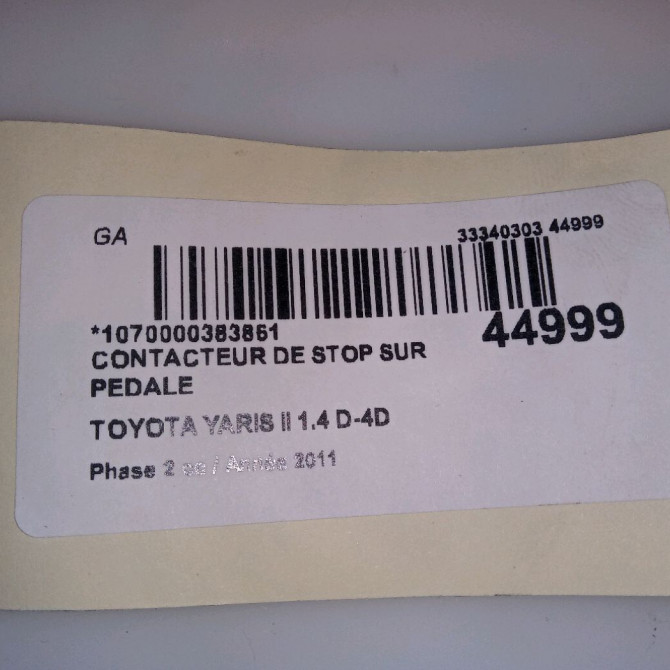 GA
33340303 44999
*1070000383861
44999
CONTACTEUR DE STOP SUR
PEDALE
TOYOTA YARIS II 1.4 D-4D
Phase 2 / Année 2011